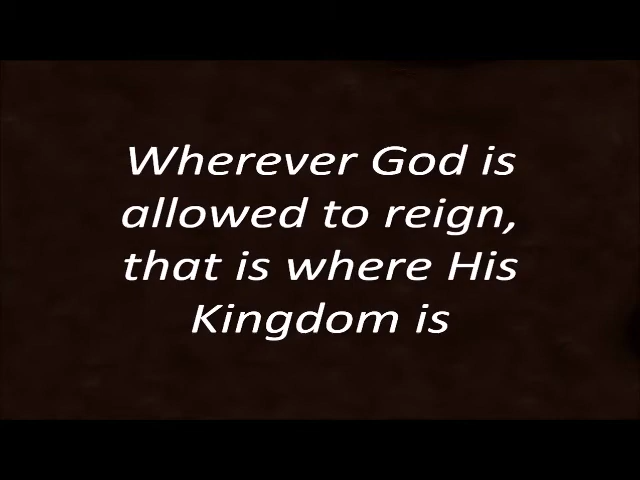 Wherever God is
allowed to reign,
that is where His
Kingdom is